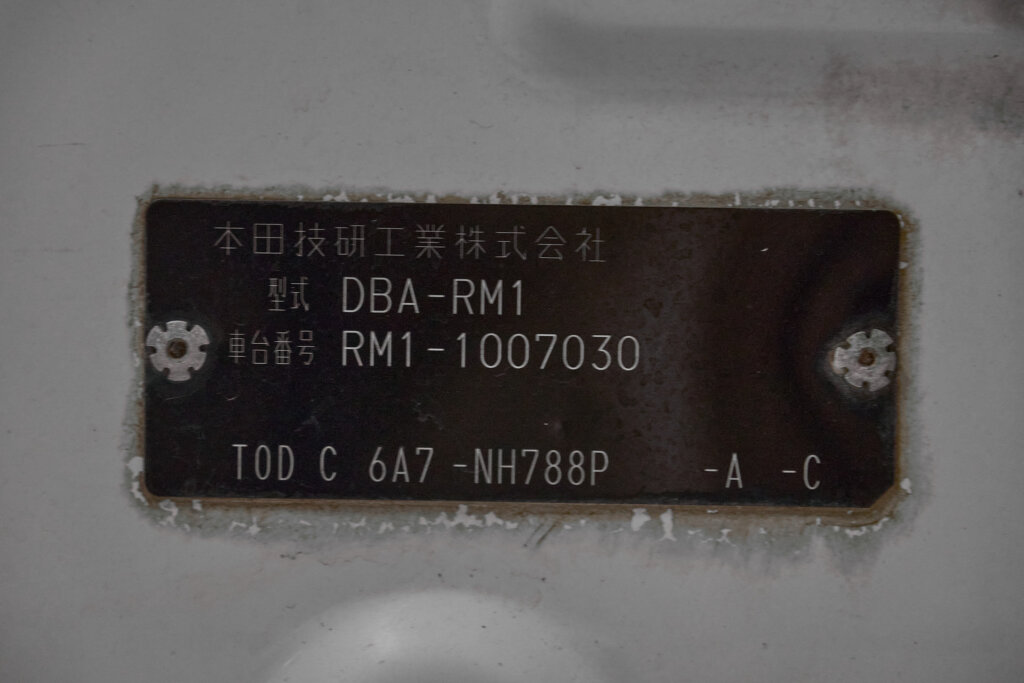 本田技研工業株式会社
型式 DBA-RM1
車台番号 RM1-1007030
T0D C 6A7 -NH788P -A -C